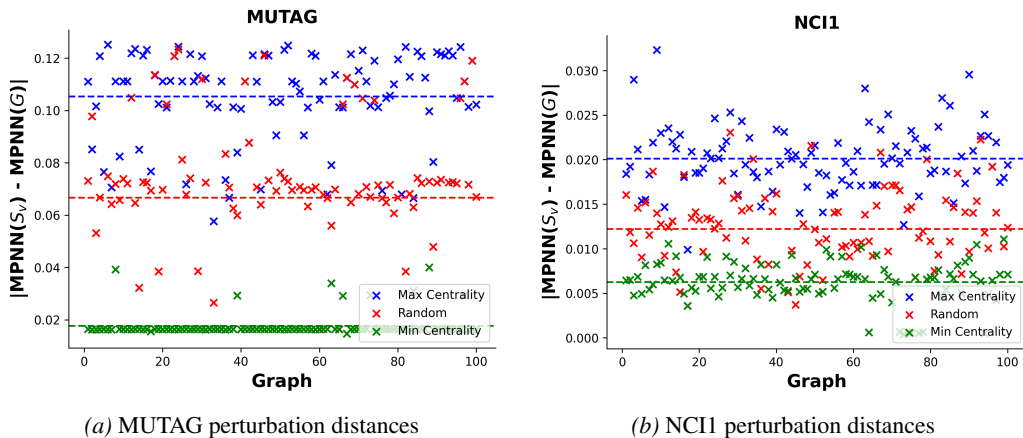 MUTAG
|MPNN(S_v) - MPNN(G)|
0.12
0.10
0.08
0.06
0.04
0.02
0
20
40
60
80
100
Graph
Max Centrality
Random
Min Centrality
(a) MUTAG perturbation distances
NCI1
|MPNN(S_v) - MPNN(G)|
0.030
0.025
0.020
0.015
0.010
0.005
0.000
0
20
40
60
80
100
Graph
Max Centrality
Random
Min Centrality
(b) NCI1 perturbation distances